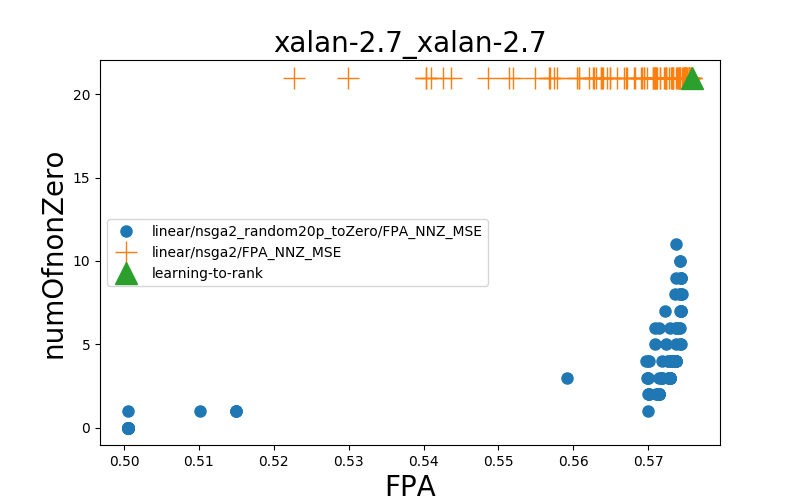 xalan-2.7_xalan-2.7
numOfnonZero
20
15
10
5
0
linear/nsga2_random20p_toZero/FPA_NNZ_MSE
linear/nsga2/FPA_NNZ_MSE
learning-to-rank
0.50 0.51 0.52 0.53 0.54 0.55 0.56 0.57
FPA